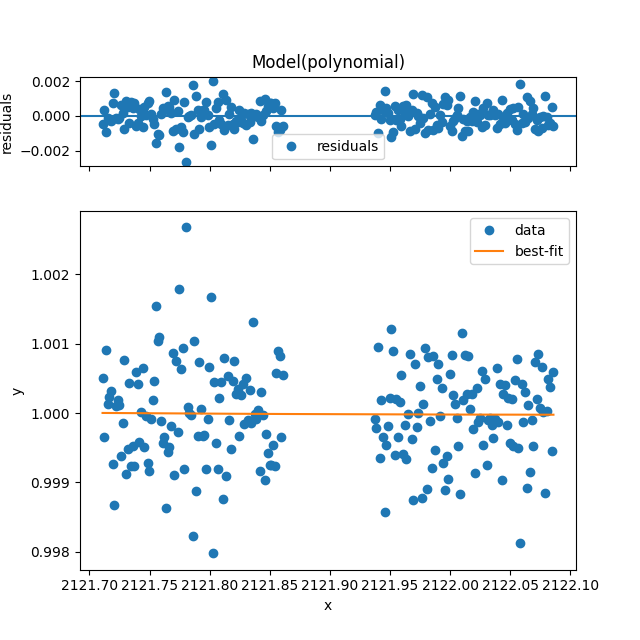 Model(polynomial)
0.002
0.000
−0.002
residuals
residuals
data
best-fit
1.002
1.001
1.000
0.999
0.998
y
2121.70 2121.75 2121.80 2121.85 2121.90 2121.95 2122.00 2122.05 2122.10
x